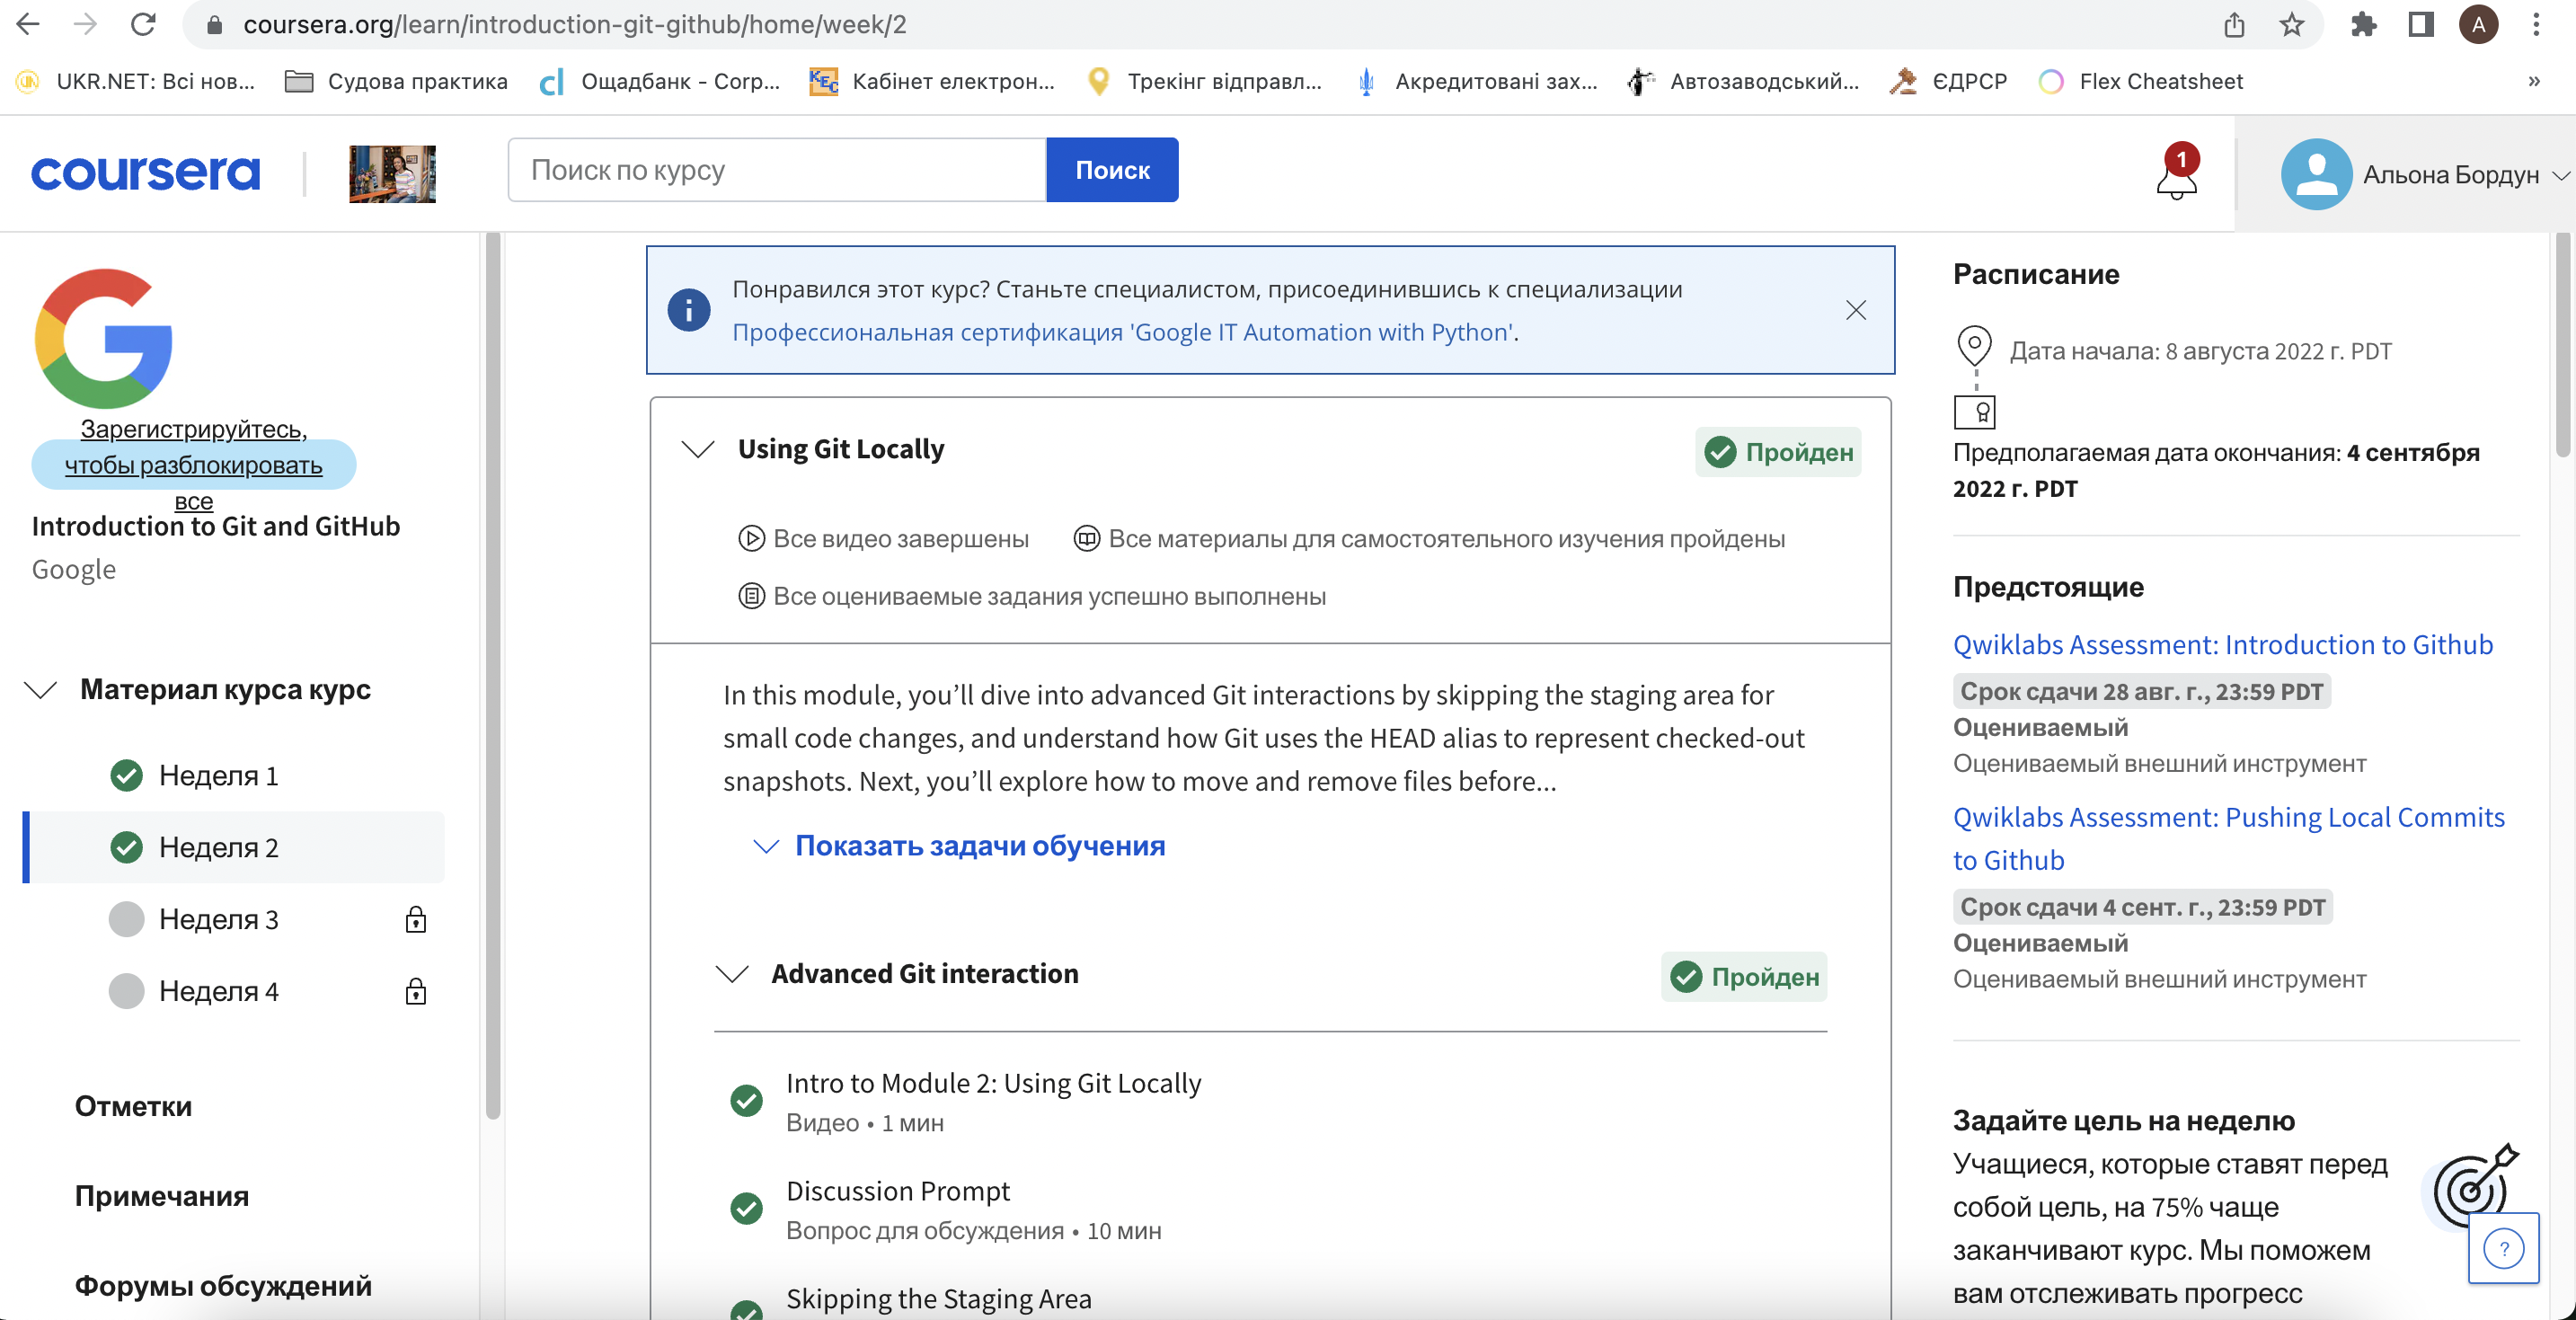 coursera.org/learn/introduction-git-github/home/week/2
A
UKR.NET: Всі нов...
Судова практика
Ощадбанк - Corp...
Кабінет електрон...
Трекінг відправл...
Акредитовані зах...
Автозаводський...
ЄДРСР
Flex Cheatsheet
»
coursera
Поиск по курсу
Поиск
1
Альона Бордун
Зарегистрируйтесь,
чтобы разблокировать
все
Introduction to Git and GitHub
Google
Материал курса курс
Неделя 1
Неделя 2
Неделя 3
Неделя 4
Отметки
Примечания
Форумы обсуждений
Понравился этот курс? Станьте специалистом, присоединившись к специализации
Профессиональная сертификация 'Google IT Automation with Python'.
Using Git Locally
Пройден
Все видео завершены
Все материалы для самостоятельного изучения пройдены
Все оцениваемые задания успешно выполнены
In this module, you’ll dive into advanced Git interactions by skipping the staging area for
small code changes, and understand how Git uses the HEAD alias to represent checked-out
snapshots. Next, you’ll explore how to move and remove files before...
Показать задачи обучения
Advanced Git interaction
Пройден
Intro to Module 2: Using Git Locally
Видео • 1 мин
Discussion Prompt
Вопрос для обсуждения • 10 мин
Skipping the Staging Area
Расписание
Дата начала: 8 августа 2022 г. PDT
Предполагаемая дата окончания: 4 сентября
2022 г. PDT
Предстоящие
Qwiklabs Assessment: Introduction to Github
Срок сдачи 28 авг. г., 23:59 PDT
Оцениваемый
Оцениваемый внешний инструмент
Qwiklabs Assessment: Pushing Local Commits
to Github
Срок сдачи 4 сент. г., 23:59 PDT
Оцениваемый
Оцениваемый внешний инструмент
Задайте цель на неделю
Учащиеся, которые ставят перед
собой цель, на 75% чаще
заканчивают курс. Мы поможем
вам отслеживать прогресс
?